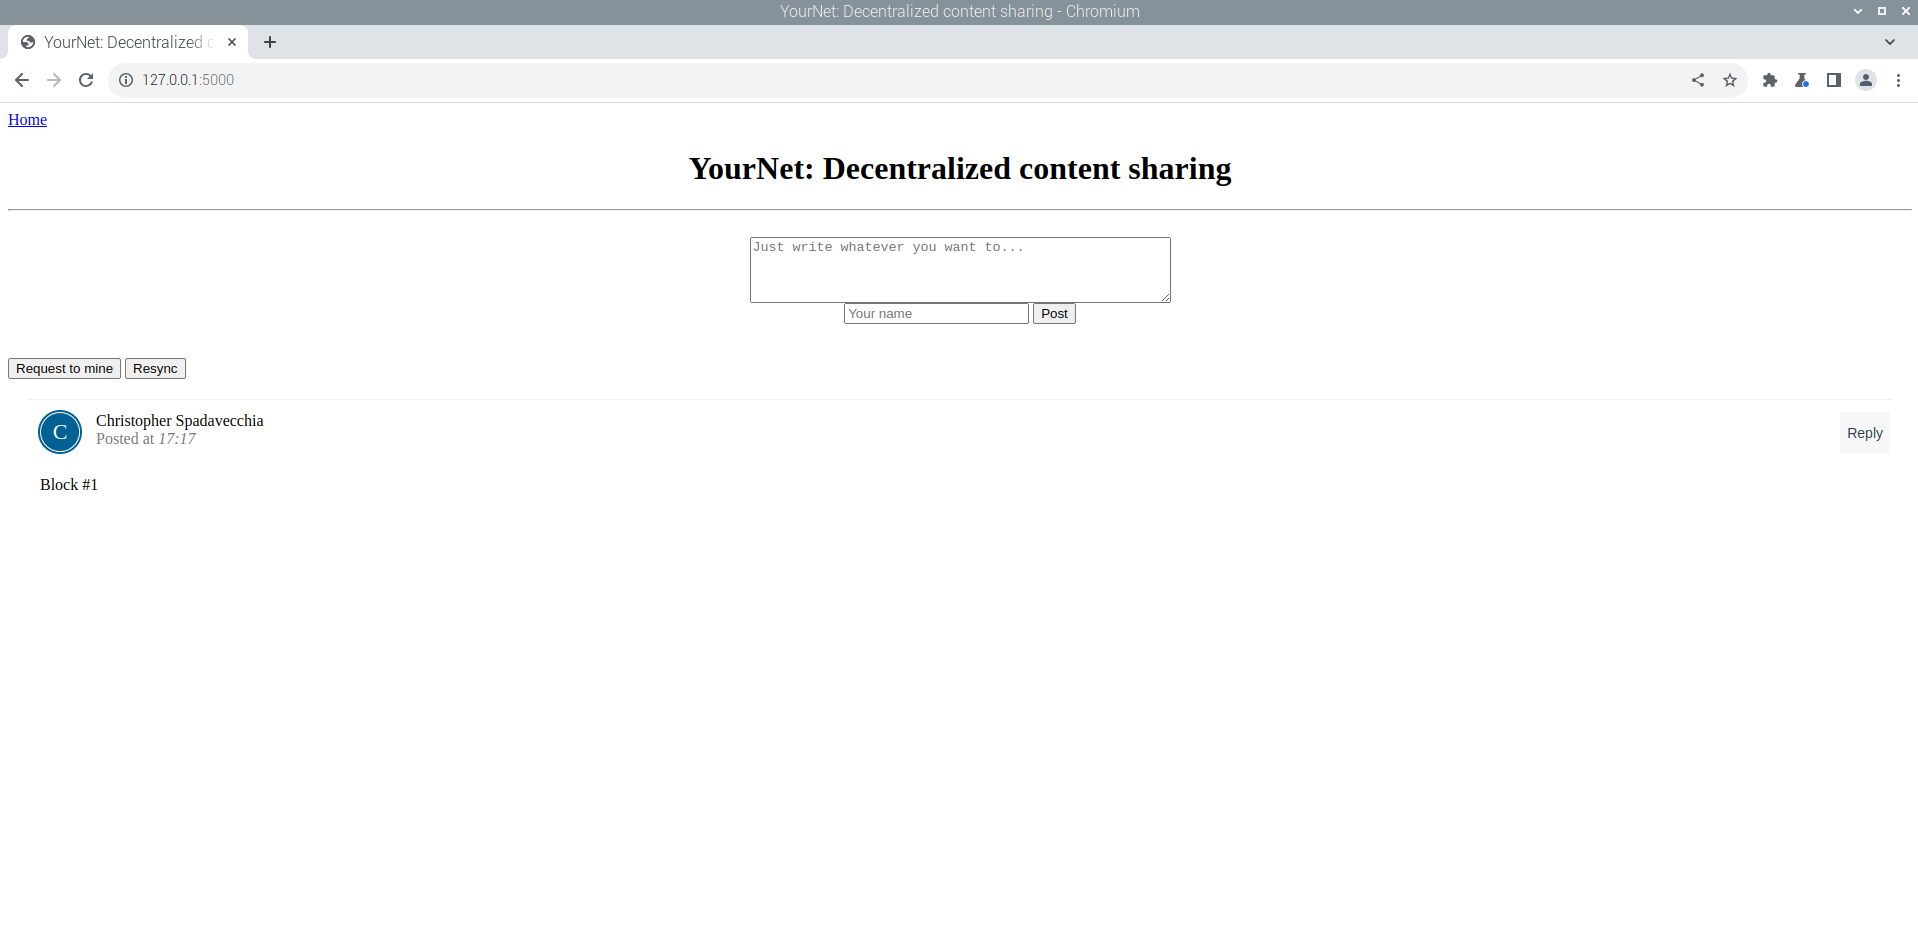 YourNet: Decentralized content sharing - Chromium
YourNet: Decentralized
127.0.0.1:5000
Home
YourNet: Decentralized content sharing
Just write whatever you want to...
Your name Post
Request to mine Resync
C
Christopher Spadavecchia
Posted at 17:17
Reply
Block #1